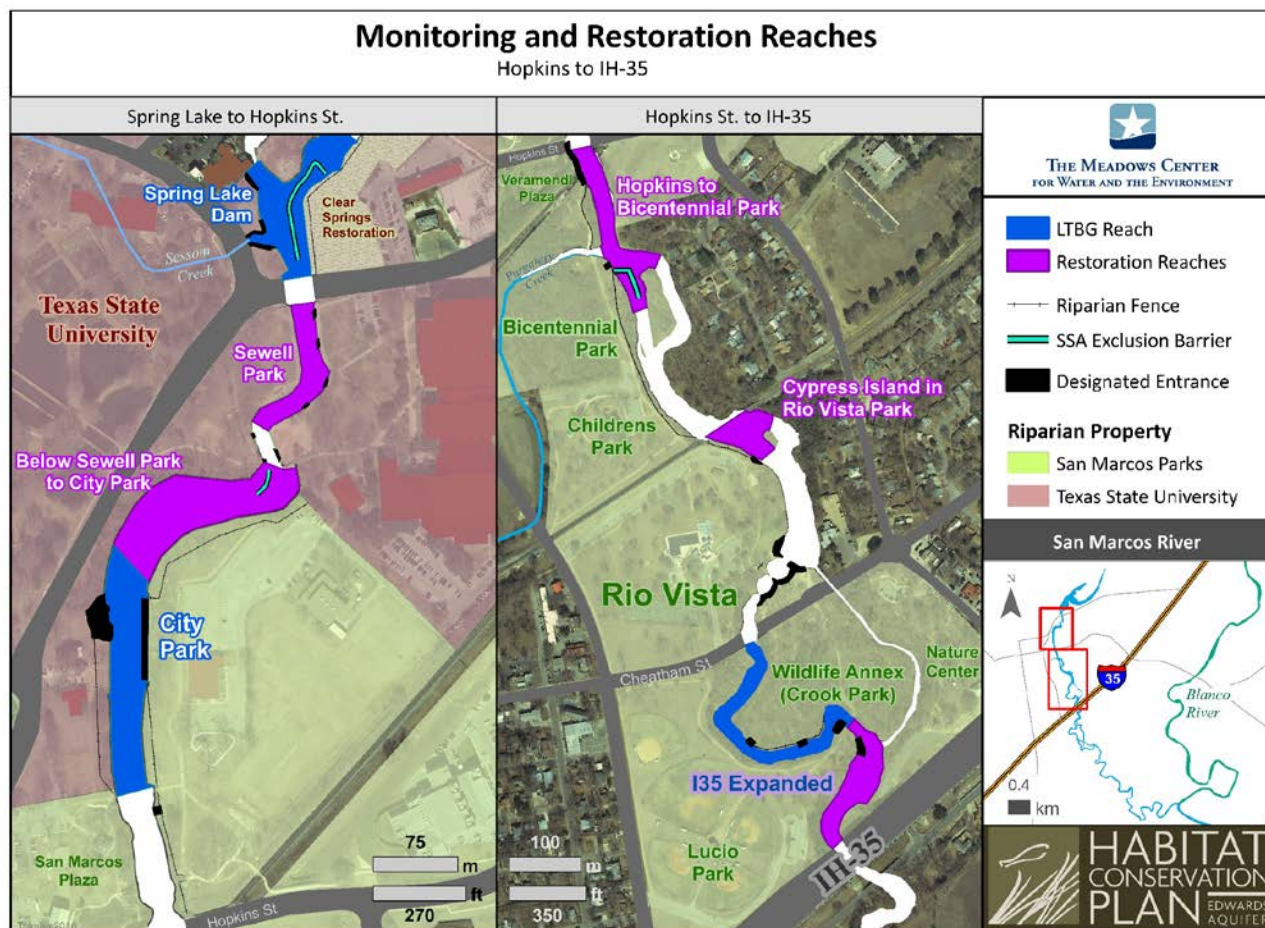 Monitoring and Restoration Reaches
Hopkins to IH-35
Spring Lake to Hopkins St.
Spring Lake
Dam
Clear
Springs
Restoration
Sessom
Creek
Texas State
University
Sewell
Park
Below Sewell Park
to City Park
City
Park
San Marcos
Plaza
Hopkins St
75
m
ft
270
Hopkins St. to IH-35
Hopkins St
Veramendi
Plaza
Hopkins to
Bicentennial Park
Purgatory
Creek
Bicentennial
Park
Cypress Island in
Rio Vista Park
Childrens
Park
Rio Vista
Cheatham St
Wildlife Annex
(Crook Park)
Nature
Center
I35 Expanded
Lucio
Park
IH-35
100
m
ft
350
THE MEADOWS CENTER
FOR WATER AND THE ENVIRONMENT
LTBG Reach
Restoration Reaches
Riparian Fence
SSA Exclusion Barrier
Designated Entrance
Riparian Property
San Marcos Parks
Texas State University
San Marcos River
N
35
Blanco
River
0.4
km
HABITAT
CONSERVATION
PLAN
EDWARDS
AQUIFER